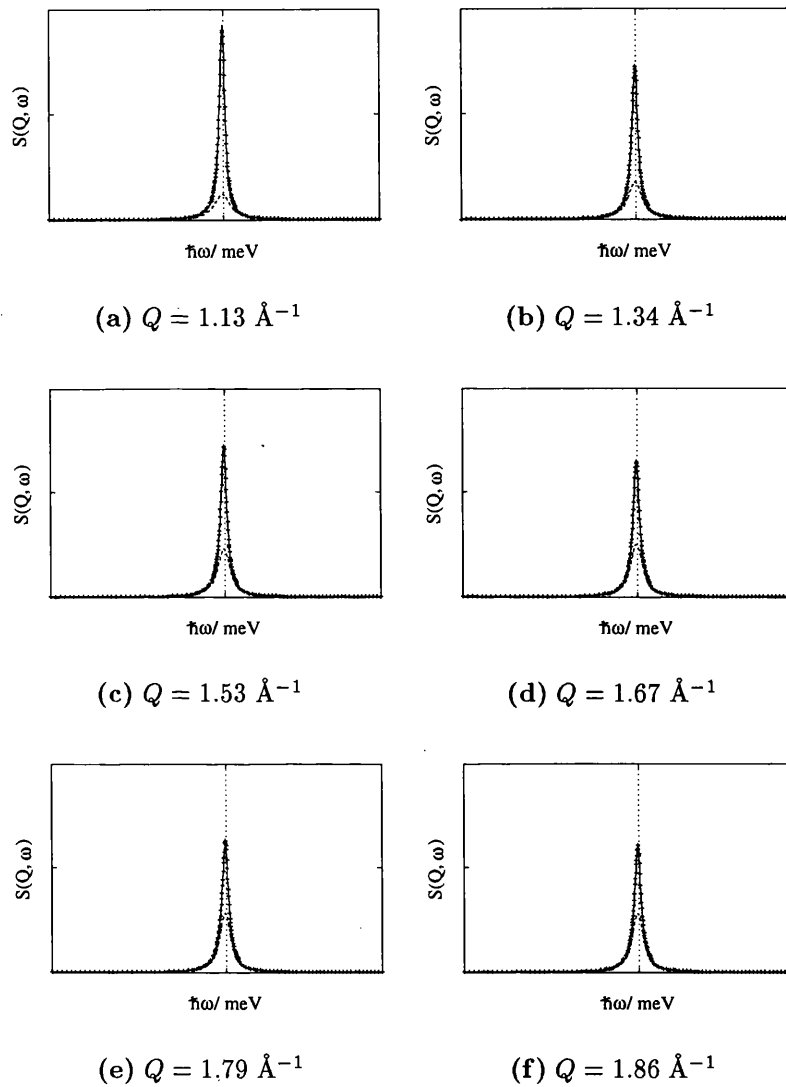 S(Q, ω)
ħω/ meV
(a) Q = 1.13 Å⁻¹
S(Q, ω)
ħω/ meV
(b) Q = 1.34 Å⁻¹
S(Q, ω)
ħω/ meV
(c) Q = 1.53 Å⁻¹
S(Q, ω)
ħω/ meV
(d) Q = 1.67 Å⁻¹
S(Q, ω)
ħω/ meV
(e) Q = 1.79 Å⁻¹
S(Q, ω)
ħω/ meV
(f) Q = 1.86 Å⁻¹